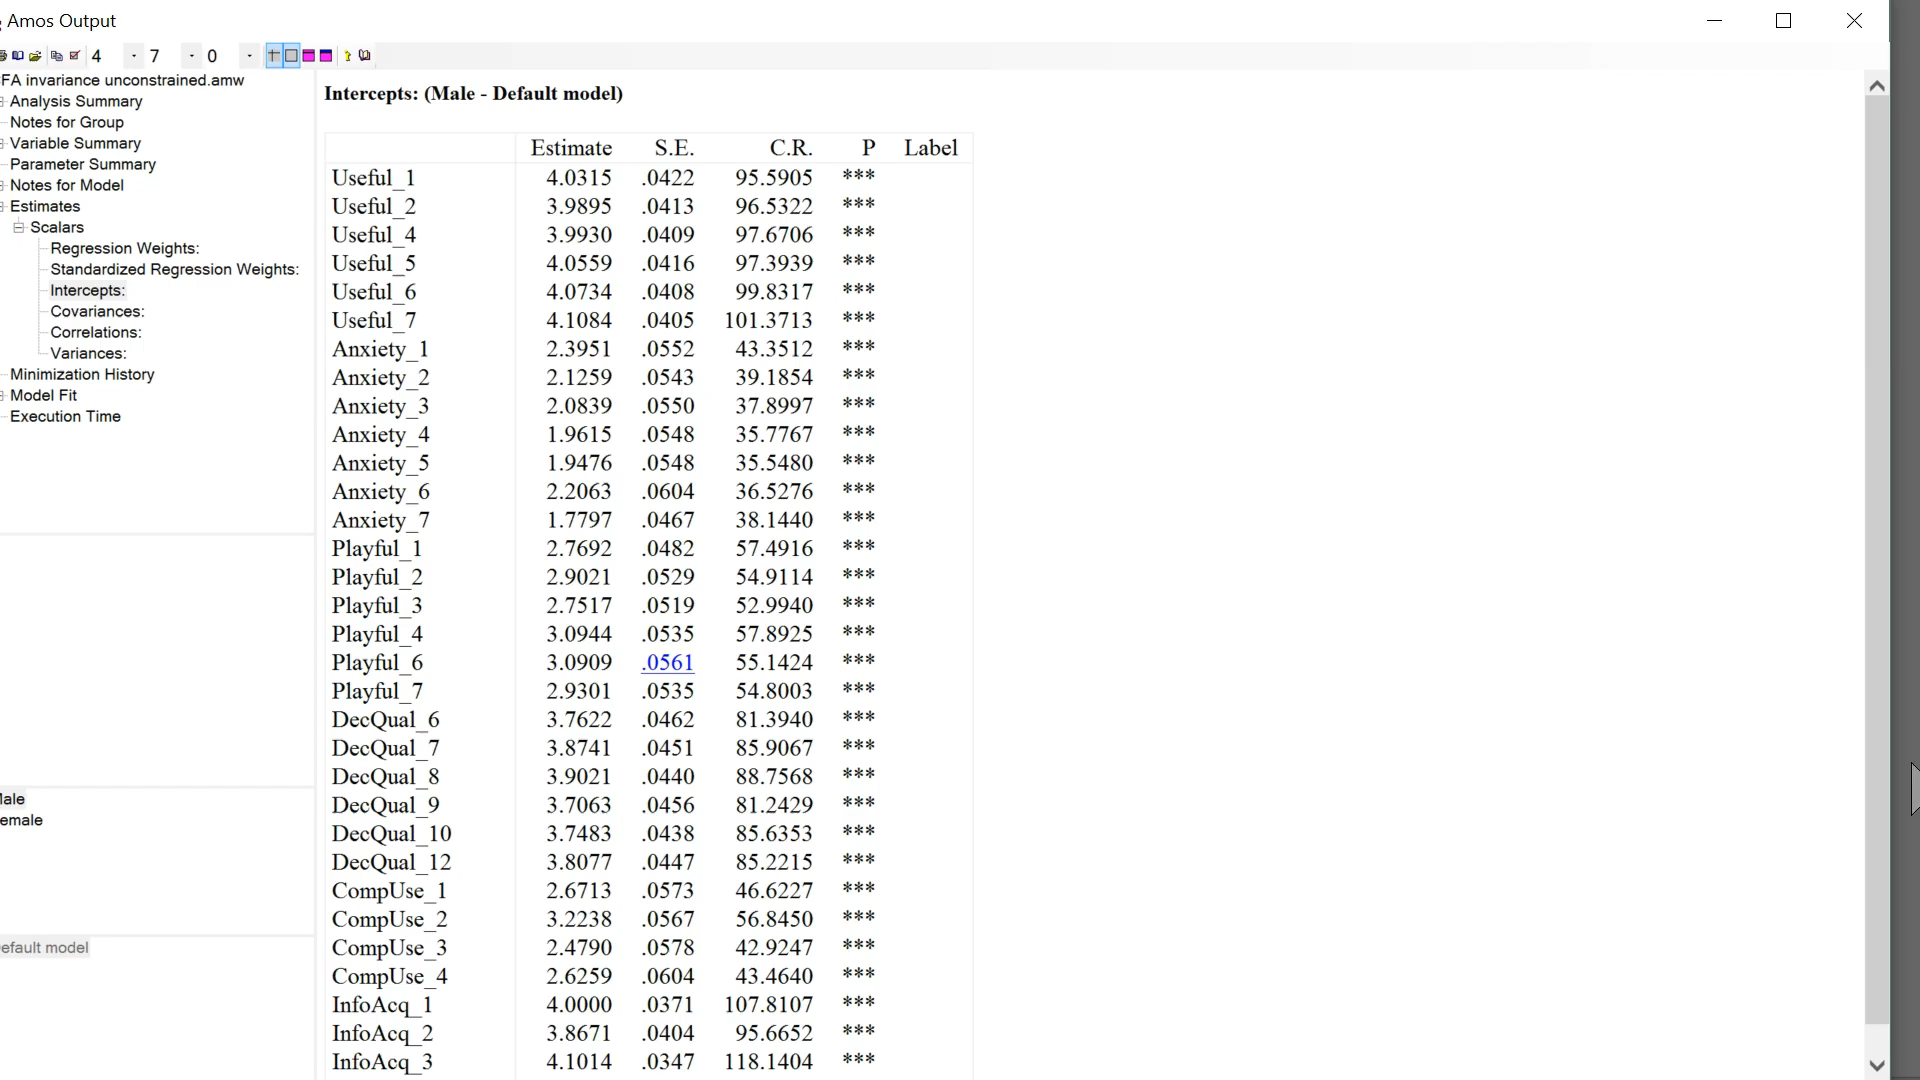 Amos Output
4 7 0
FA invariance unconstrained.amw
Analysis Summary
Notes for Group
Variable Summary
Parameter Summary
Notes for Model
Estimates
Scalars
Regression Weights:
Standardized Regression Weights:
Intercepts:
Covariances:
Correlations:
Variances:
Minimization History
Model Fit
Execution Time
ale
emale
efault model
Intercepts: (Male - Default model)
Estimate S.E. C.R. P Label
Useful_1 4.0315 .0422 95.5905 ***
Useful_2 3.9895 .0413 96.5322 ***
Useful_4 3.9930 .0409 97.6706 ***
Useful_5 4.0559 .0416 97.3939 ***
Useful_6 4.0734 .0408 99.8317 ***
Useful_7 4.1084 .0405 101.3713 ***
Anxiety_1 2.3951 .0552 43.3512 ***
Anxiety_2 2.1259 .0543 39.1854 ***
Anxiety_3 2.0839 .0550 37.8997 ***
Anxiety_4 1.9615 .0548 35.7767 ***
Anxiety_5 1.9476 .0548 35.5480 ***
Anxiety_6 2.2063 .0604 36.5276 ***
Anxiety_7 1.7797 .0467 38.1440 ***
Playful_1 2.7692 .0482 57.4916 ***
Playful_2 2.9021 .0529 54.9114 ***
Playful_3 2.7517 .0519 52.9940 ***
Playful_4 3.0944 .0535 57.8925 ***
Playful_6 3.0909 .0561 55.1424 ***
Playful_7 2.9301 .0535 54.8003 ***
DecQual_6 3.7622 .0462 81.3940 ***
DecQual_7 3.8741 .0451 85.9067 ***
DecQual_8 3.9021 .0440 88.7568 ***
DecQual_9 3.7063 .0456 81.2429 ***
DecQual_10 3.7483 .0438 85.6353 ***
DecQual_12 3.8077 .0447 85.2215 ***
CompUse_1 2.6713 .0573 46.6227 ***
CompUse_2 3.2238 .0567 56.8450 ***
CompUse_3 2.4790 .0578 42.9247 ***
CompUse_4 2.6259 .0604 43.4640 ***
InfoAcq_1 4.0000 .0371 107.8107 ***
InfoAcq_2 3.8671 .0404 95.6652 ***
InfoAcq_3 4.1014 .0347 118.1404 ***